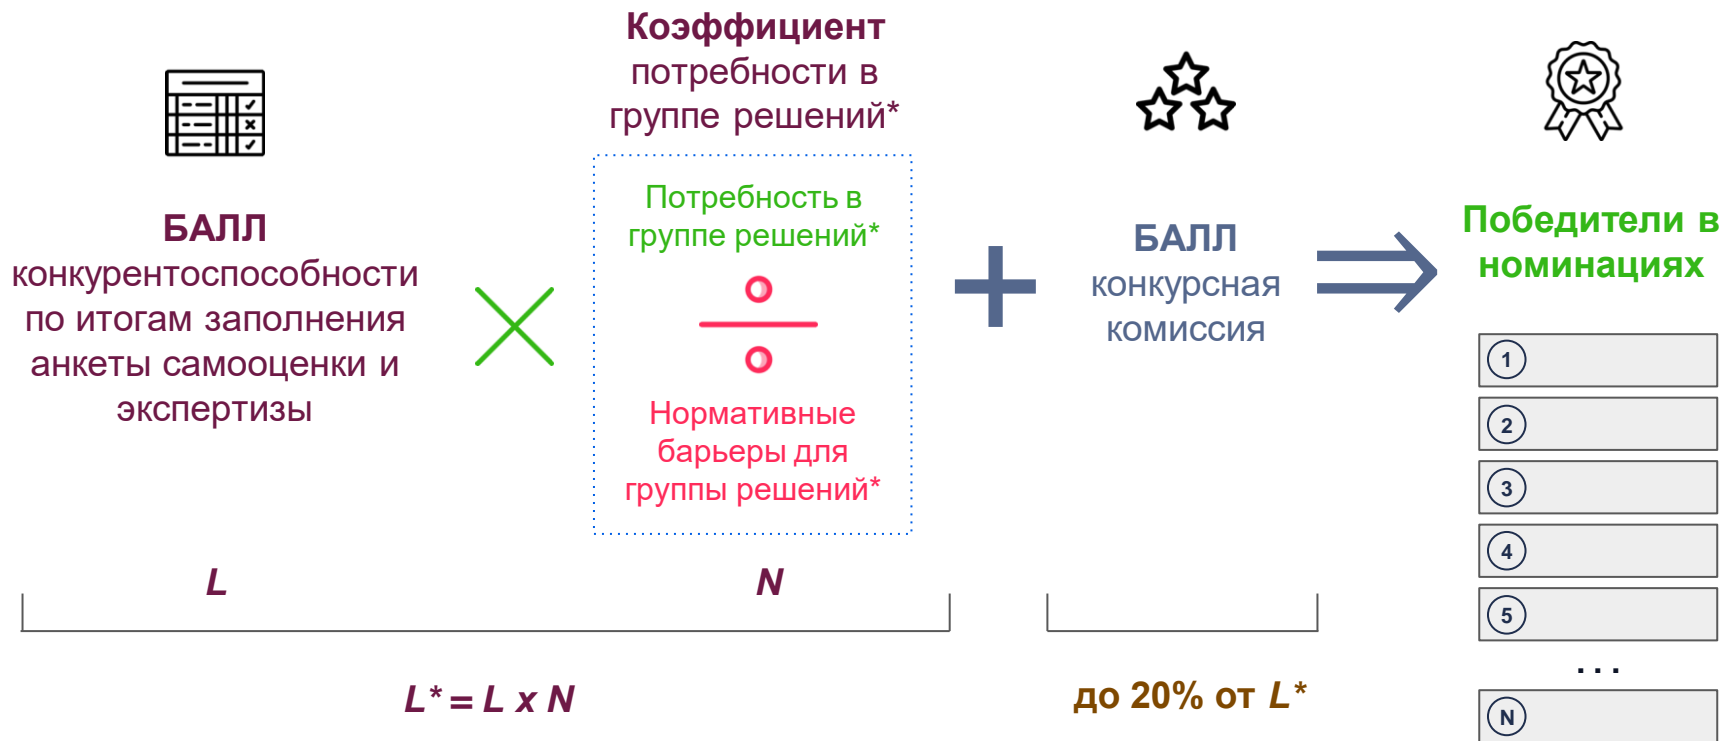 Коэффициент
потребности в
группе решений*
БАЛЛ
конкурентоспособности
по итогам заполнения
анкеты самооценки и
экспертизы
Потребность в
группе решений*
Нормативные
барьеры для
группы решений*
БАЛЛ
конкурсная
комиссия
Победители в
номинациях
1
2
3
4
5
...
N
L
N
L* = L x N
до 20% от L*